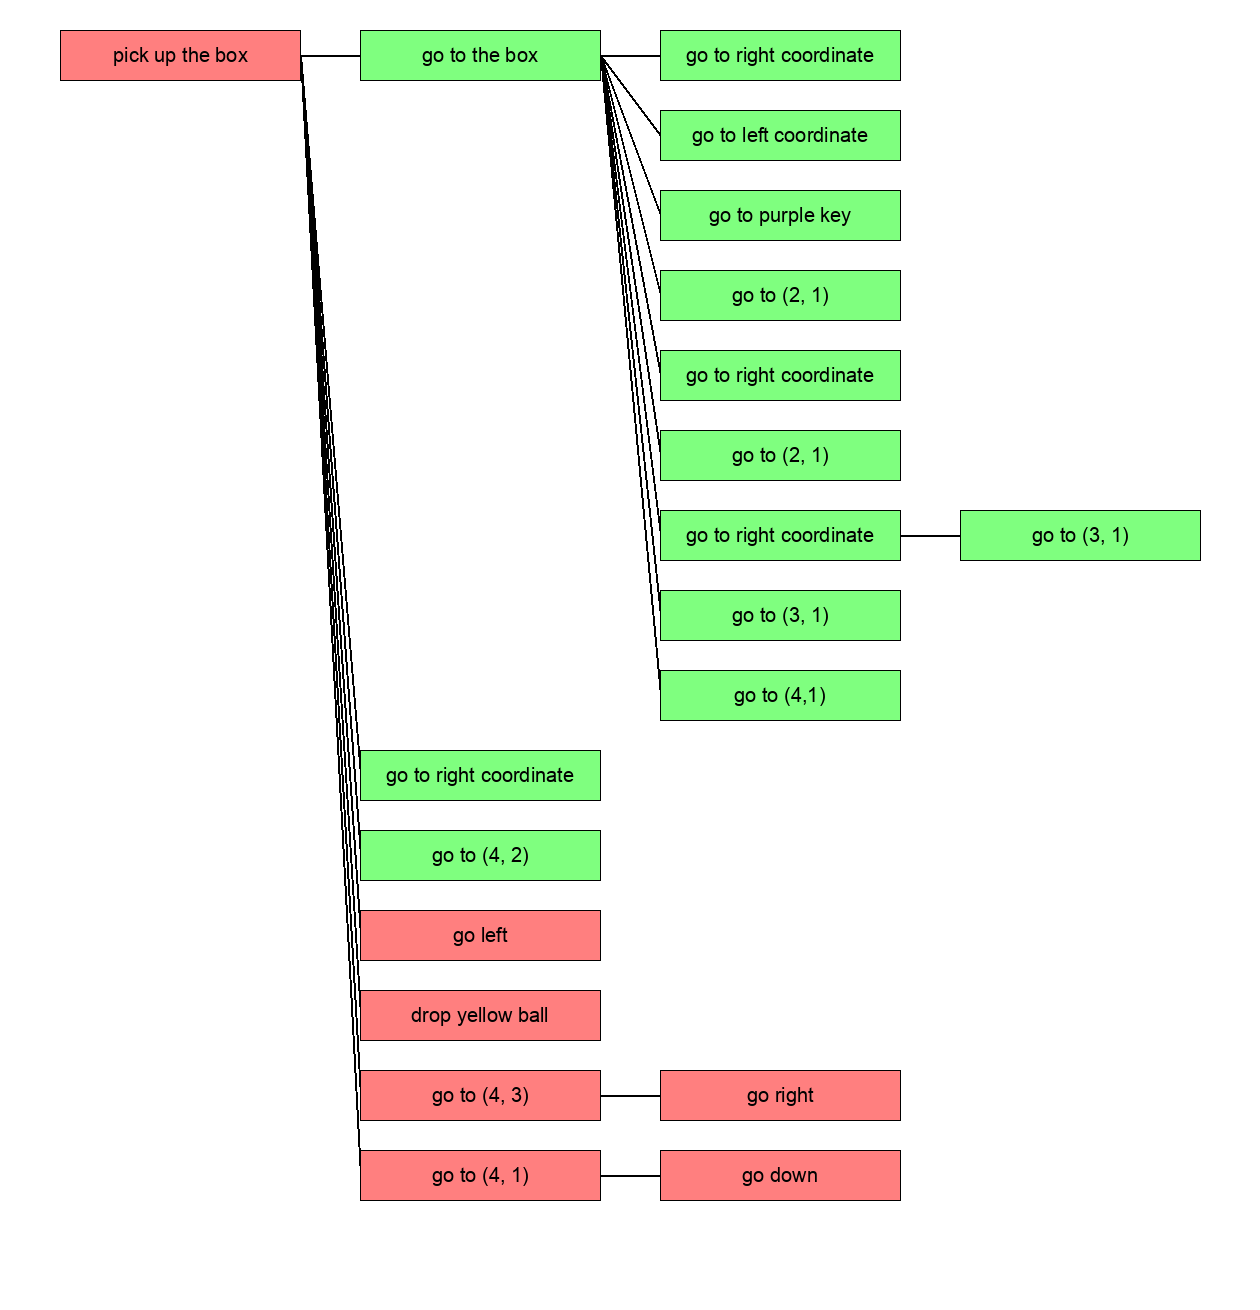 pick up the box
go to the box
go to right coordinate
go to left coordinate
go to purple key
go to (2, 1)
go to right coordinate
go to (2, 1)
go to right coordinate
go to (3, 1)
go to (3, 1)
go to (4,1)
go to right coordinate
go to (4, 2)
go left
drop yellow ball
go to (4, 3)
go right
go to (4, 1)
go down